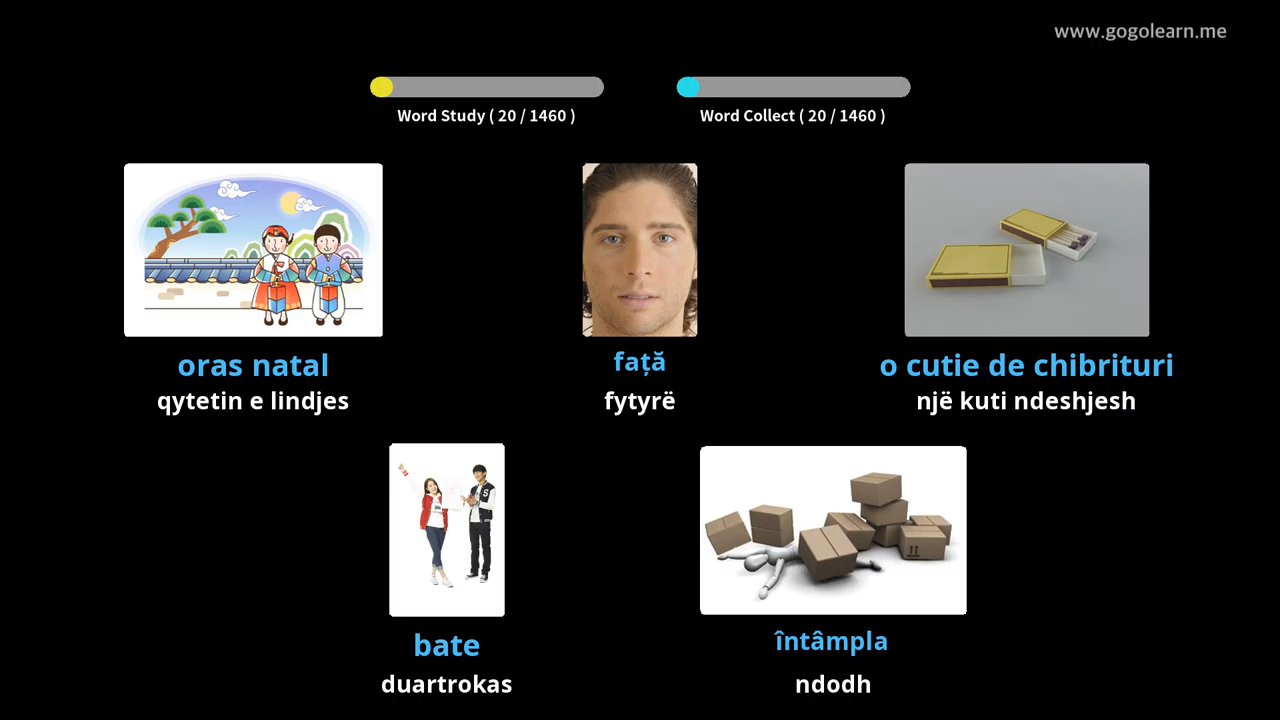 www.gogolearn.me
Word Study ( 20 / 1460 )
Word Collect ( 20 / 1460 )
oras natal
qytetin e lindjes
față
fytyrë
o cutie de chibrituri
një kuti ndeshjesh
bate
duartrokas
întâmpla
ndodh